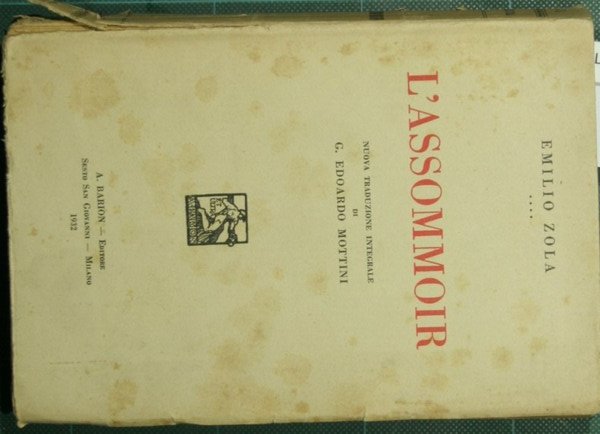 EMILIO ZOLA
L'ASSOMMOIR
NUOVA TRADUZIONE INTEGRALE
DI
G. EDOARDO MOTTINI
A. BARION — EDITORE
SESTO SAN GIOVANNI — MILANO
1932